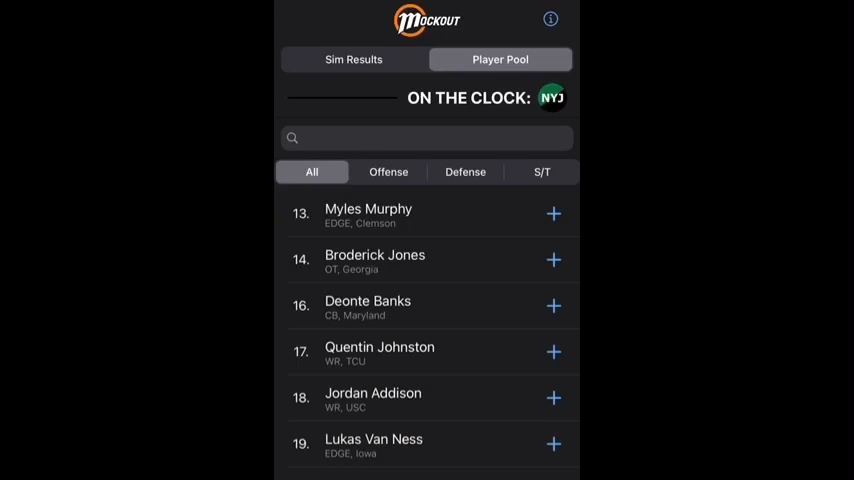 MOCKOUT
Sim Results
Player Pool
ON THE CLOCK: NYJ
All
Offense
Defense
S/T
13.
Myles Murphy
EDGE, Clemson
14.
Broderick Jones
OT, Georgia
16.
Deonte Banks
CB, Maryland
17.
Quentin Johnston
WR, TCU
18.
Jordan Addison
WR, USC
19.
Lukas Van Ness
EDGE, Iowa